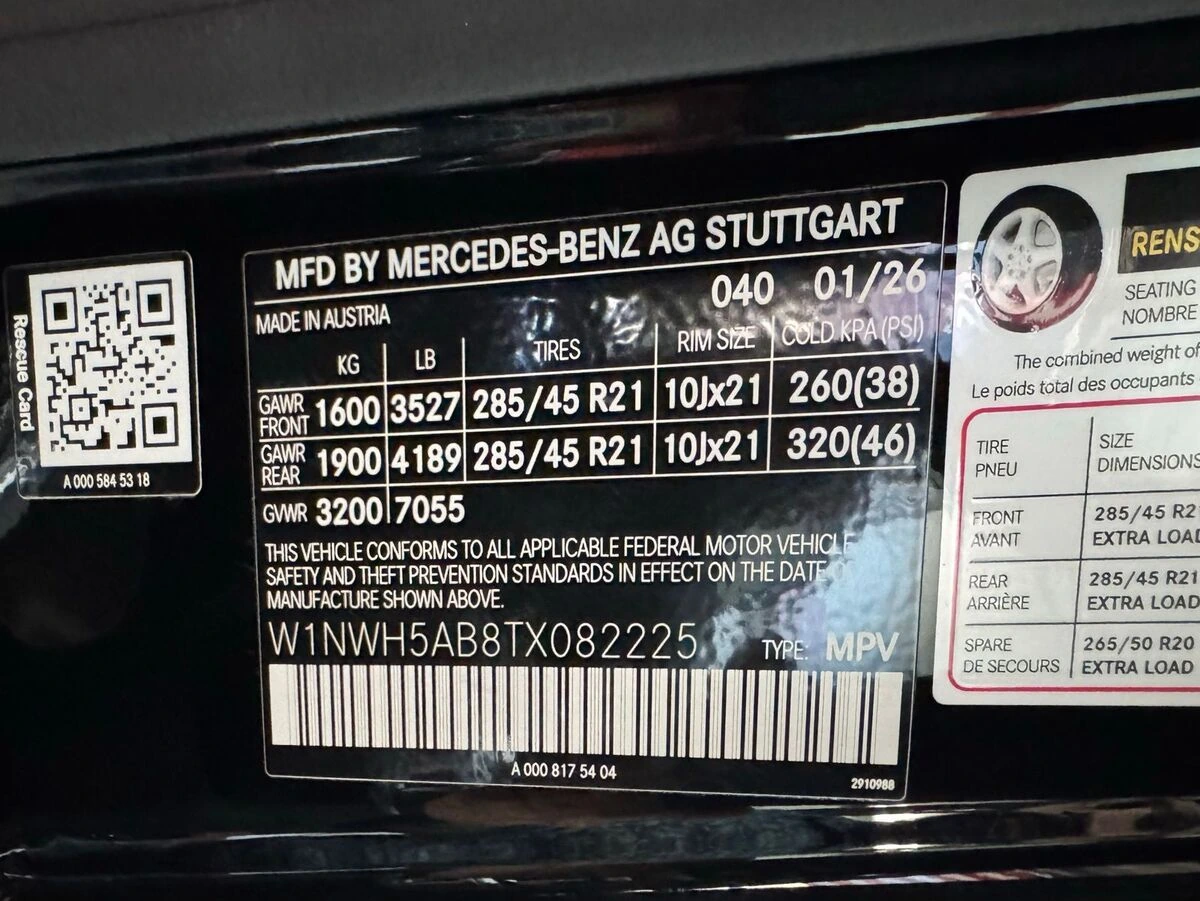 Rescue Card
A 000 584 53 18
MFD BY MERCEDES-BENZ AG STUTTGART
040 01/26
MADE IN AUSTRIA
KG LB TIRES RIM SIZE COLD KPA (PSI)
GAWR FRONT 1600 3527 285/45 R21 10Jx21 260(38)
GAWR REAR 1900 4189 285/45 R21 10Jx21 320(46)
GVWR 3200 7055
THIS VEHICLE CONFORMS TO ALL APPLICABLE FEDERAL MOTOR VEHICLE
SAFETY AND THEFT PREVENTION STANDARDS IN EFFECT ON THE DATE OF
MANUFACTURE SHOWN ABOVE.
W1NWH5AB8TX082225 TYPE: MPV
A 000 817 54 04
2910988
RENS
SEATING
NOMBRE
The combined weight of
Le poids total des occupants
TIRE SIZE
PNEU DIMENSIONS
FRONT 285/45 R21
AVANT EXTRA LOAD
REAR 285/45 R21
ARRIÈRE EXTRA LOAD
SPARE 265/50 R20
DE SECOURS EXTRA LOAD